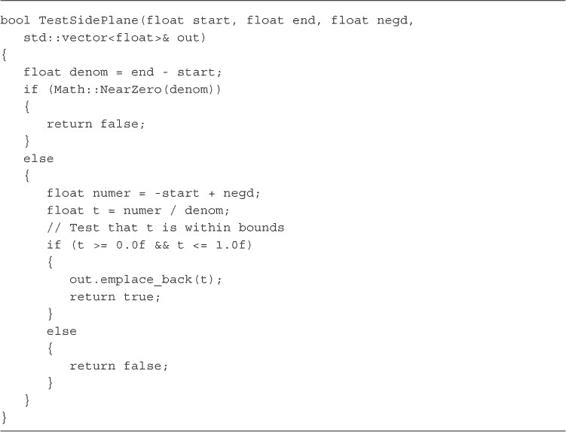 bool TestSidePlane(float start, float end, float negd,
   std::vector<float>& out)
{
   float denom = end - start;
   if (Math::NearZero(denom))
   {
      return false;
   }
   else
   {
      float numer = -start + negd;
      float t = numer / denom;
      // Test that t is within bounds
      if (t >= 0.0f && t <= 1.0f)
      {
         out.emplace_back(t);
         return true;
      }
      else
      {
         return false;
      }
   }
}